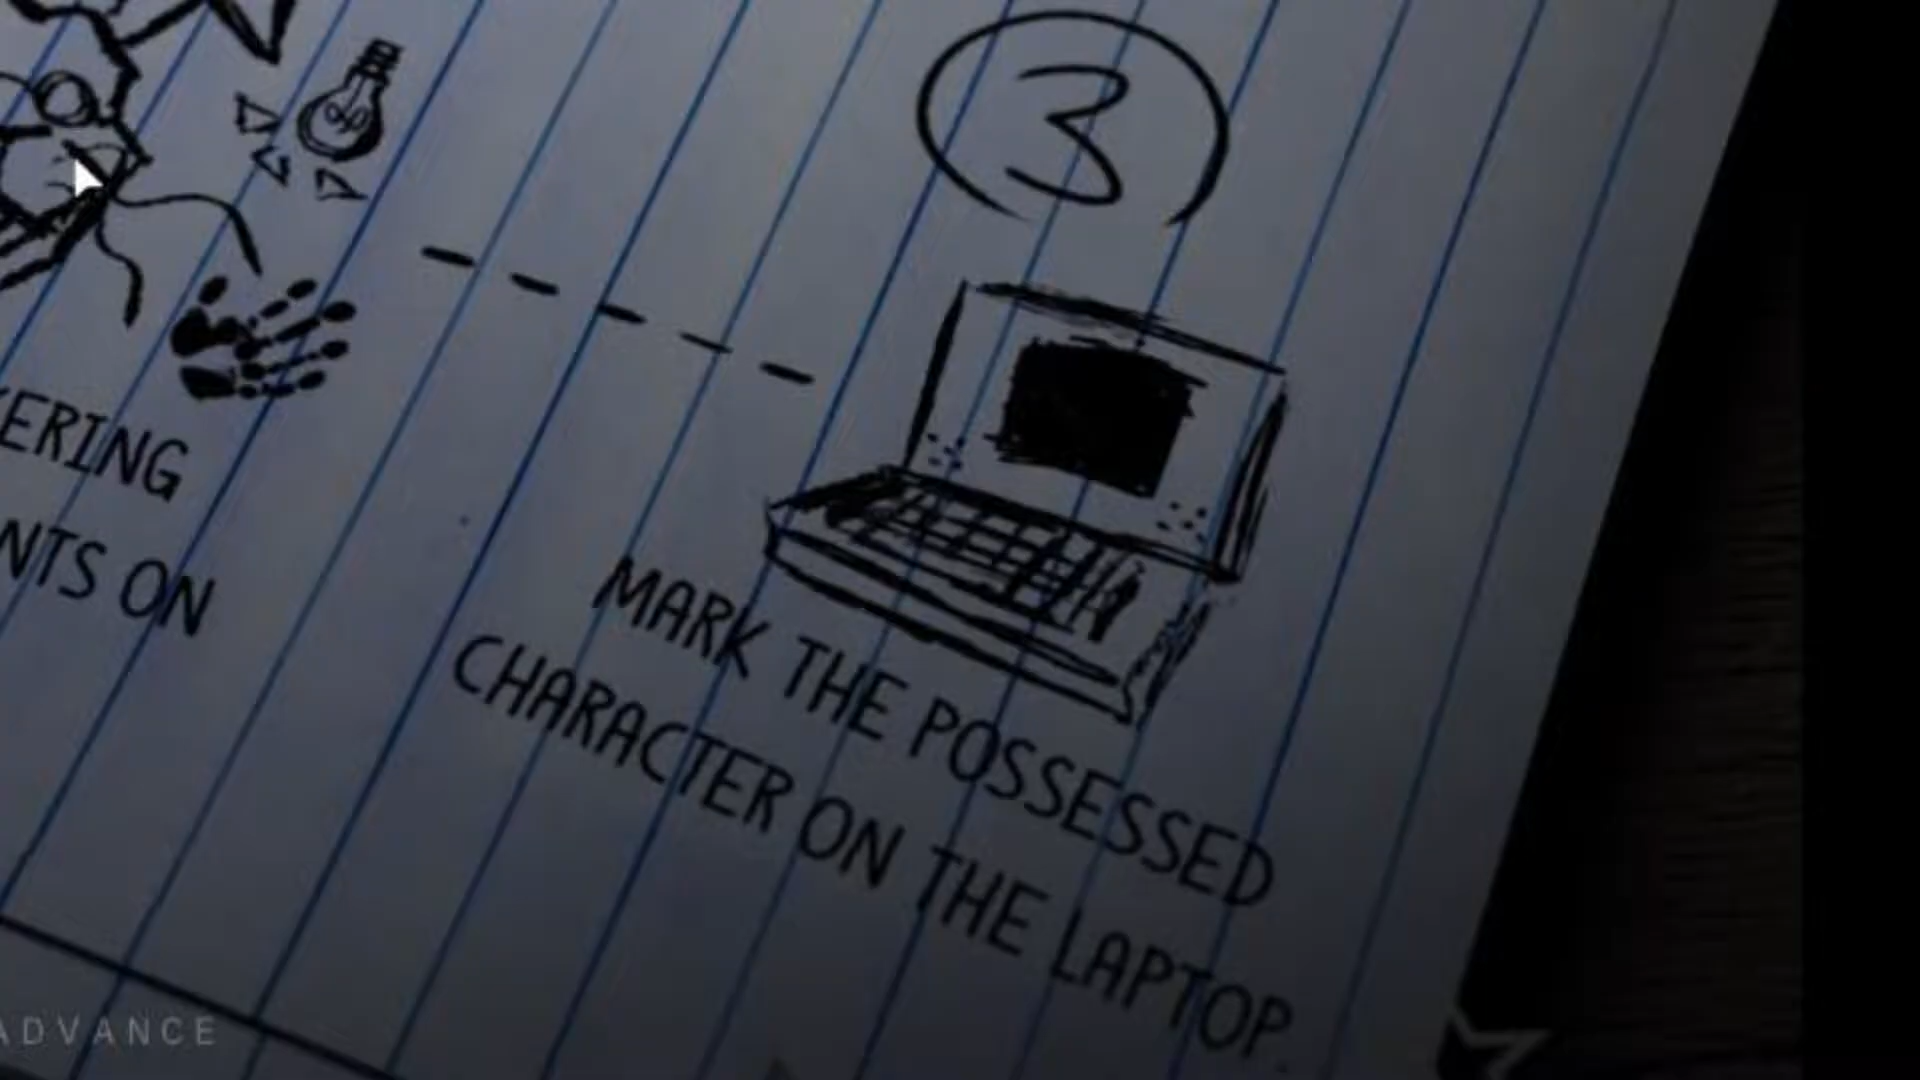 3
ERING
NTS ON
MARK THE POSSESSED
CHARACTER ON THE LAPTOP.
ADVANCE